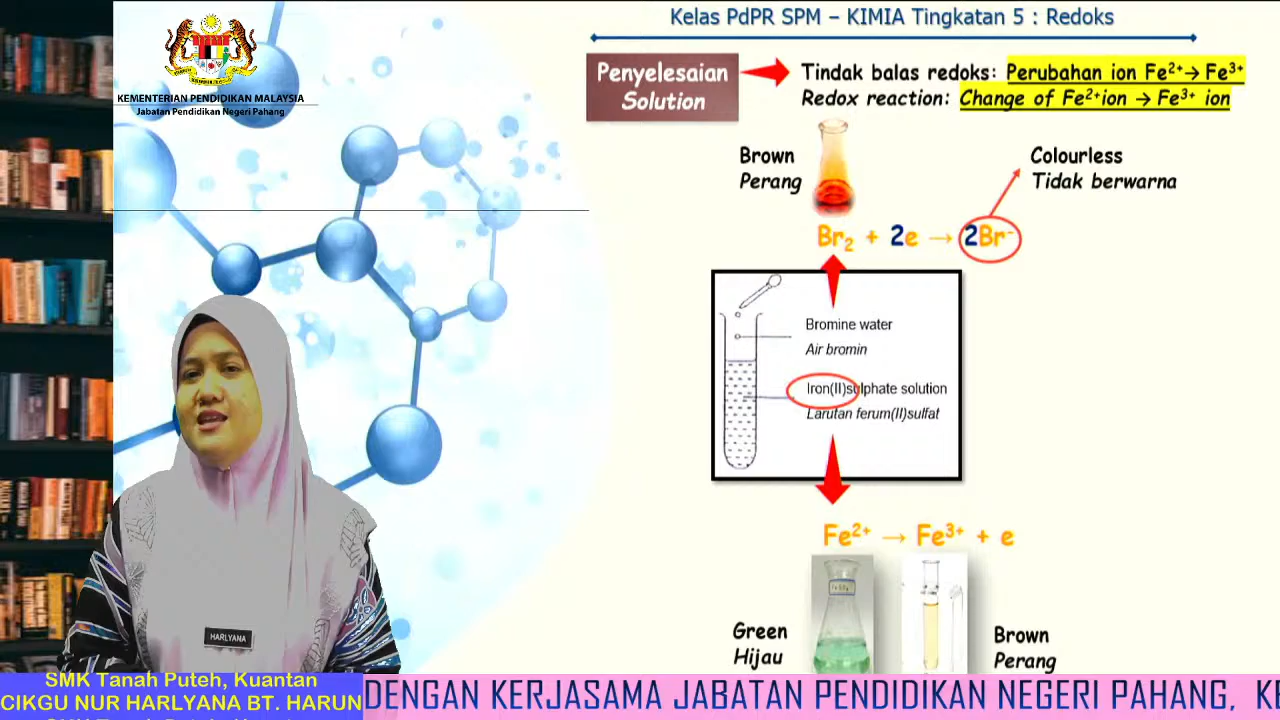 Kelas PdPR SPM – KIMIA Tingkatan 5 : Redoks
KEMENTERIAN PENDIDIKAN MALAYSIA
Jabatan Pendidikan Negeri Pahang
Penyelesaian
Solution
Tindak balas redoks: Perubahan ion Fe²⁺→ Fe³⁺
Redox reaction: Change of Fe²⁺ion → Fe³⁺ ion
Brown
Perang
Colourless
Tidak berwarna
Br₂ + 2e → 2Br⁻
Bromine water
Air bromin
Iron(II)sulphate solution
Larutan ferum(II)sulfat
Fe²⁺ → Fe³⁺ + e
Green
Hijau
Brown
Perang
HARLYANA
SMK Tanah Puteh, Kuantan
CIKGU NUR HARLYANA BT. HARUN
DENGAN KERJASAMA JABATAN PENDIDIKAN NEGERI PAHANG,